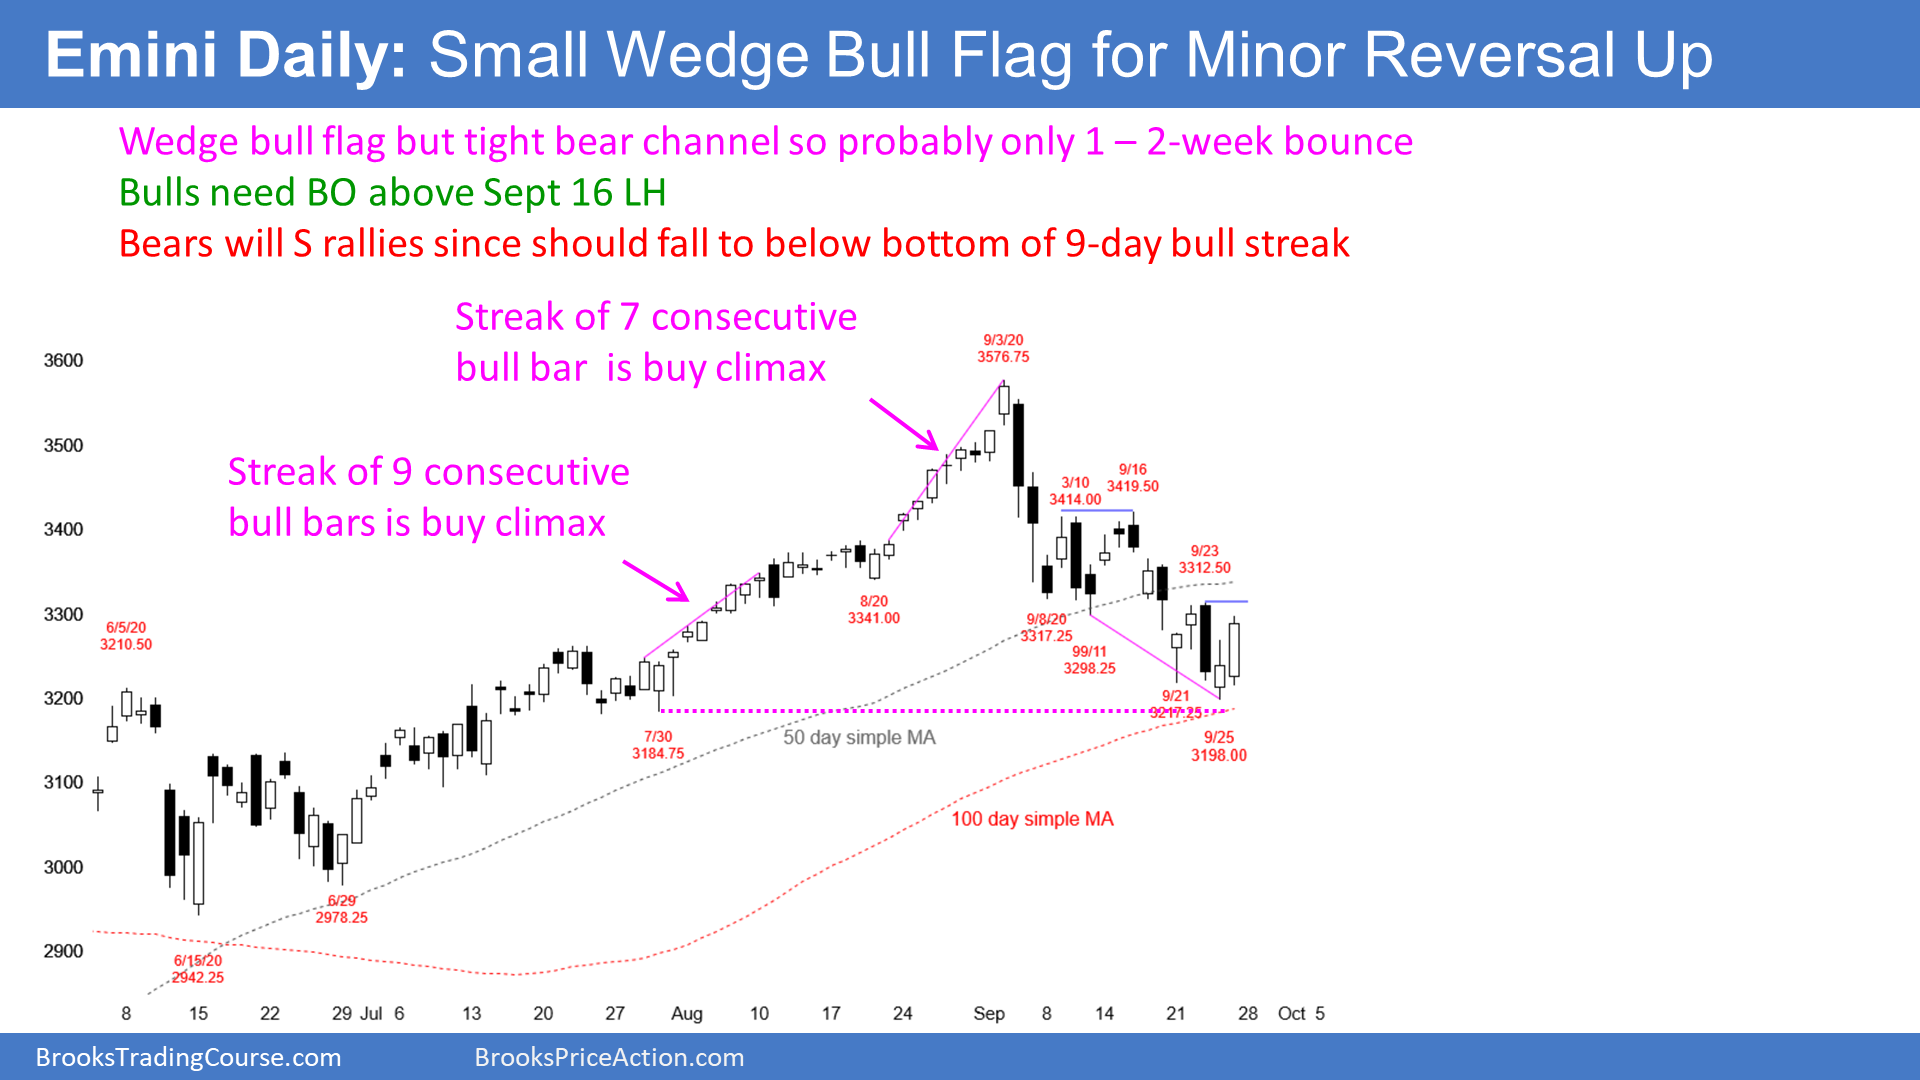 Emini Daily: Small Wedge Bull Flag for Minor Reversal Up
Wedge bull flag but tight bear channel so probably only 1 – 2-week bounce
Bulls need BO above Sept 16 LH
Bears will S rallies since should fall to below bottom of 9-day bull streak
Streak of 7 consecutive
bull bar  is buy climax
Streak of 9 consecutive
bull bars is buy climax
3600
3500
3400
3300
3200
3100
3000
2900
6/5/20
3210.50
6/15/20
2942.25
6/29
2978.25
7/30
3184.75
8/20
3341.00
9/3/20
3576.75
9/8/20
3317.25
3/10
3414.00
99/11
3298.25
9/16
3419.50
9/21
3217.25
9/23
3312.50
9/25
3198.00
50 day simple MA
100 day simple MA
8 15 22 29 Jul 6 13 20 27 Aug 10 17 24 Sep 8 14 21 28 Oct 5
BrooksTradingCourse.com
BrooksPriceAction.com